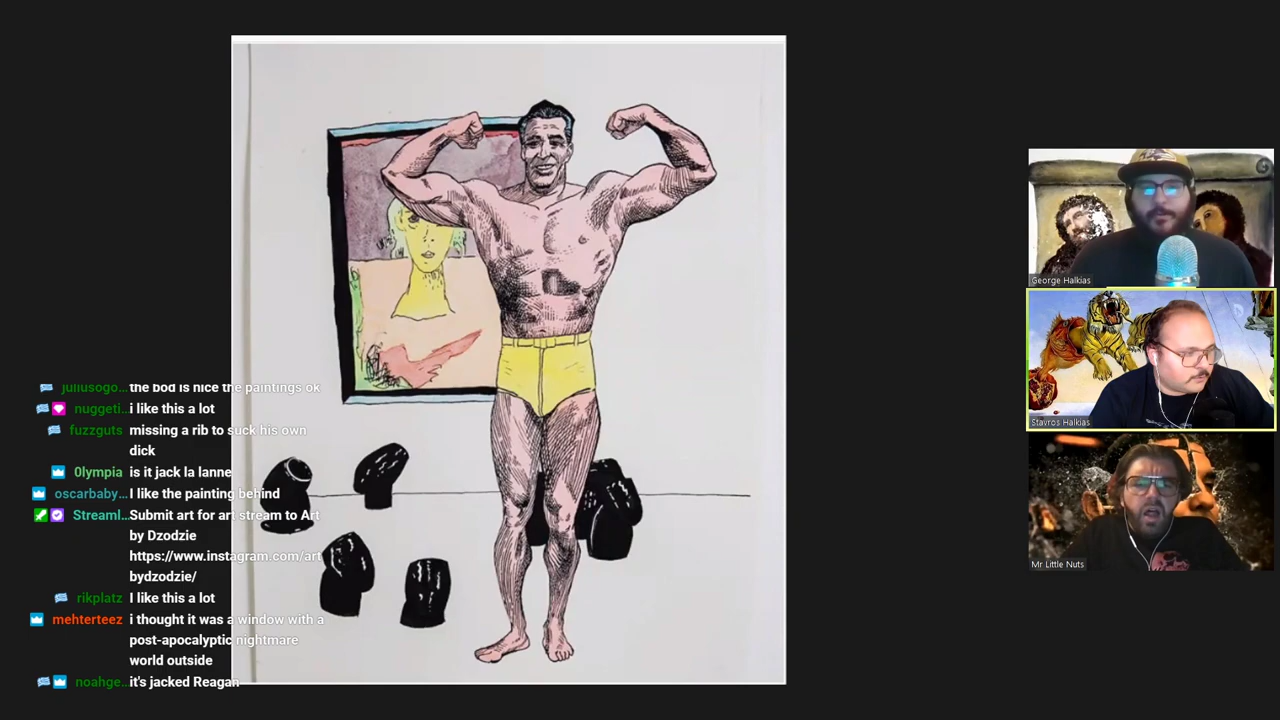 juliusogo... the bod is nice the paintings ok
nuggeti... i like this a lot
fuzzguts missing a rib to suck his own
dick
0lympia is it jack la lanne
oscarbaby... I like the painting behind
Streaml... Submit art for art stream to Art
by Dzodzie
https://www.instagram.com/art
bydzodzie/
rikplatz I like this a lot
mehterteez i thought it was a window with a
post-apocalyptic nightmare
world outside
noahge... it's jacked Reagan
George Halkias
Stavros Halkias
Mr Little Nuts